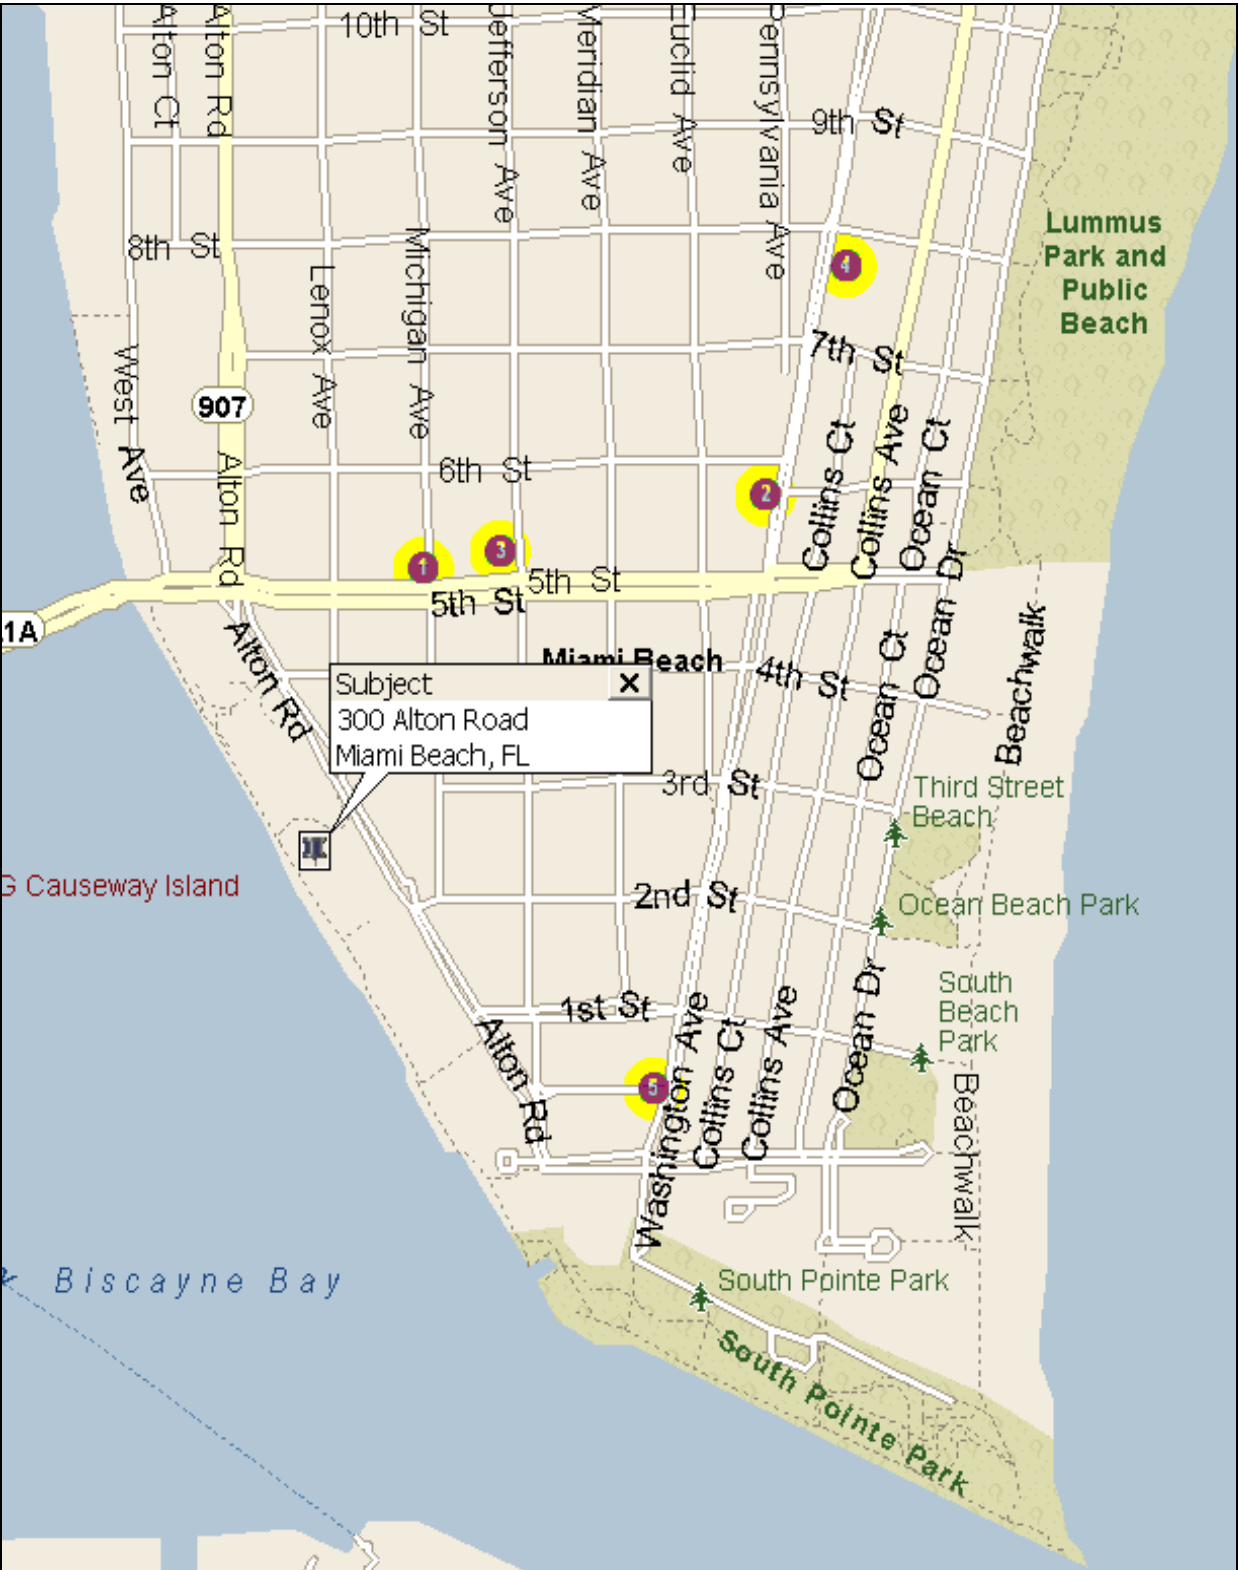 10th St
Alton Ct
Alton Rd
Jefferson Ave
Meridian Ave
Euclid Ave
Pennsylvania Ave
9th St
8th St
Lummus
Park and
Public
Beach
4
Lenox Ave
Michigan Ave
West Ave
7th St
907
Alton Rd
6th St
2
Collins Ct
Collins Ave
Ocean Ct
Ocean Dr
1
3
5th St
5th St
1A
Alton Rd
Miami Beach
Subject
300 Alton Road
Miami Beach, FL
4th St
Ocean Ct
Ocean Dr
Beachwalk
3rd St
Third Street
Beach
G Causeway Island
2nd St
Ocean Beach Park
South
Beach
Park
1st St
Alton Rd
5
Washington Ave
Collins Ct
Collins Ave
Ocean Dr
Beachwalk
Biscayne Bay
South Pointe Park
South Pointe Park